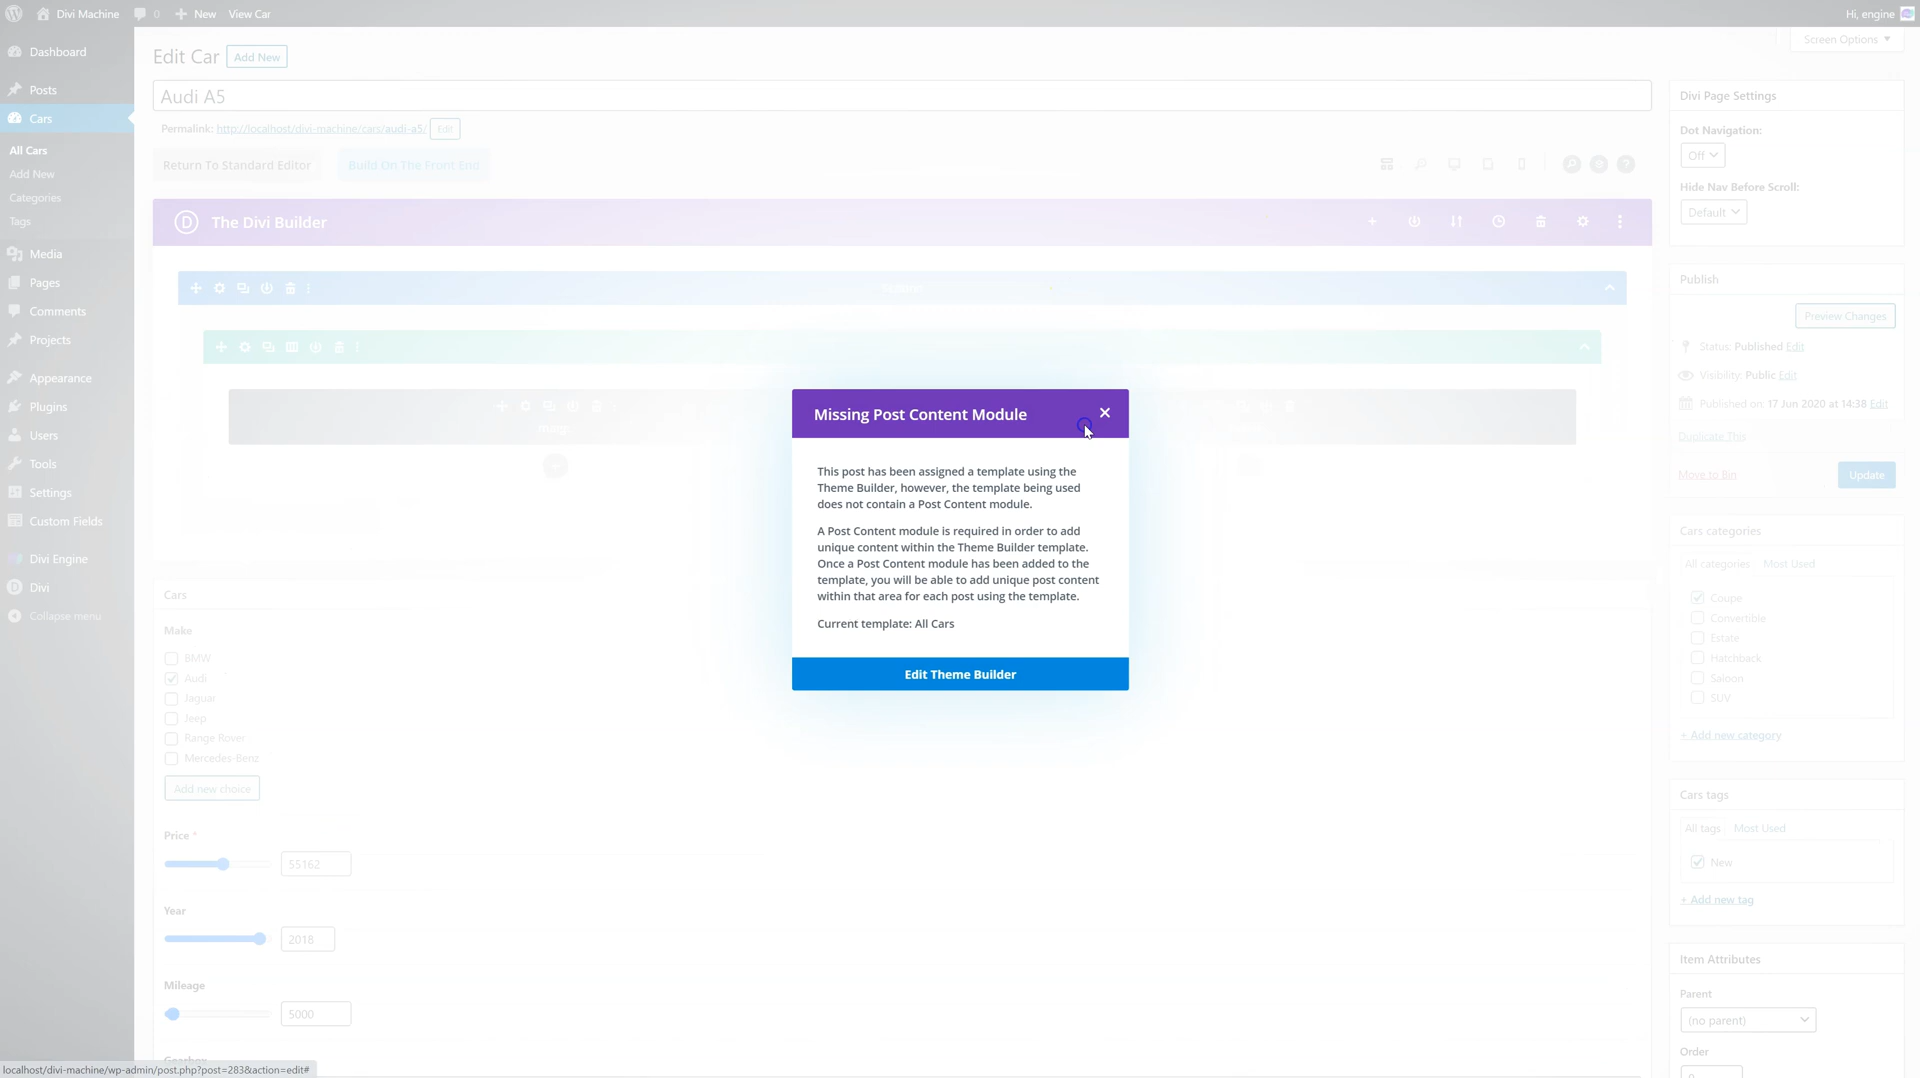 Divi Machine 0 New View Car Hi, engine
Screen Options
Dashboard
Posts
Cars
All Cars
Add New
Categories
Tags
Media
Pages
Comments
Projects
Appearance
Plugins
Users
Tools
Settings
Custom Fields
Divi Engine
Divi
Collapse menu
Edit Car Add New
Audi A5
Permalink: http://localhost/divi-machine/cars/audi-a5/ Edit
Return To Standard Editor Build On The Front End
The Divi Builder
Missing Post Content Module
This post has been assigned a template using the
Theme Builder, however, the template being used
does not contain a Post Content module.
A Post Content module is required in order to add
unique content within the Theme Builder template.
Once a Post Content module has been added to the
template, you will be able to add unique post content
within that area for each post using the template.
Current template: All Cars
Edit Theme Builder
Cars
Make
BMW
Audi
Jaguar
Jeep
Range Rover
Mercedes-Benz
Add new choice
Price *
55162
Year
2018
Mileage
5000
Gearbox
Divi Page Settings
Dot Navigation:
Off
Hide Nav Before Scroll:
Default
Publish
Preview Changes
Status: Published Edit
Visibility: Public Edit
Published on: 17 Jun 2020 at 14:38 Edit
Duplicate This
Move to Bin Update
Cars categories
All categories Most Used
Coupe
Convertible
Estate
Hatchback
Saloon
SUV
+ Add new category
Cars tags
All tags Most Used
New
+ Add new tag
Item Attributes
Parent
(no parent)
Order
localhost/divi-machine/wp-admin/post.php?post=283&action=edit#